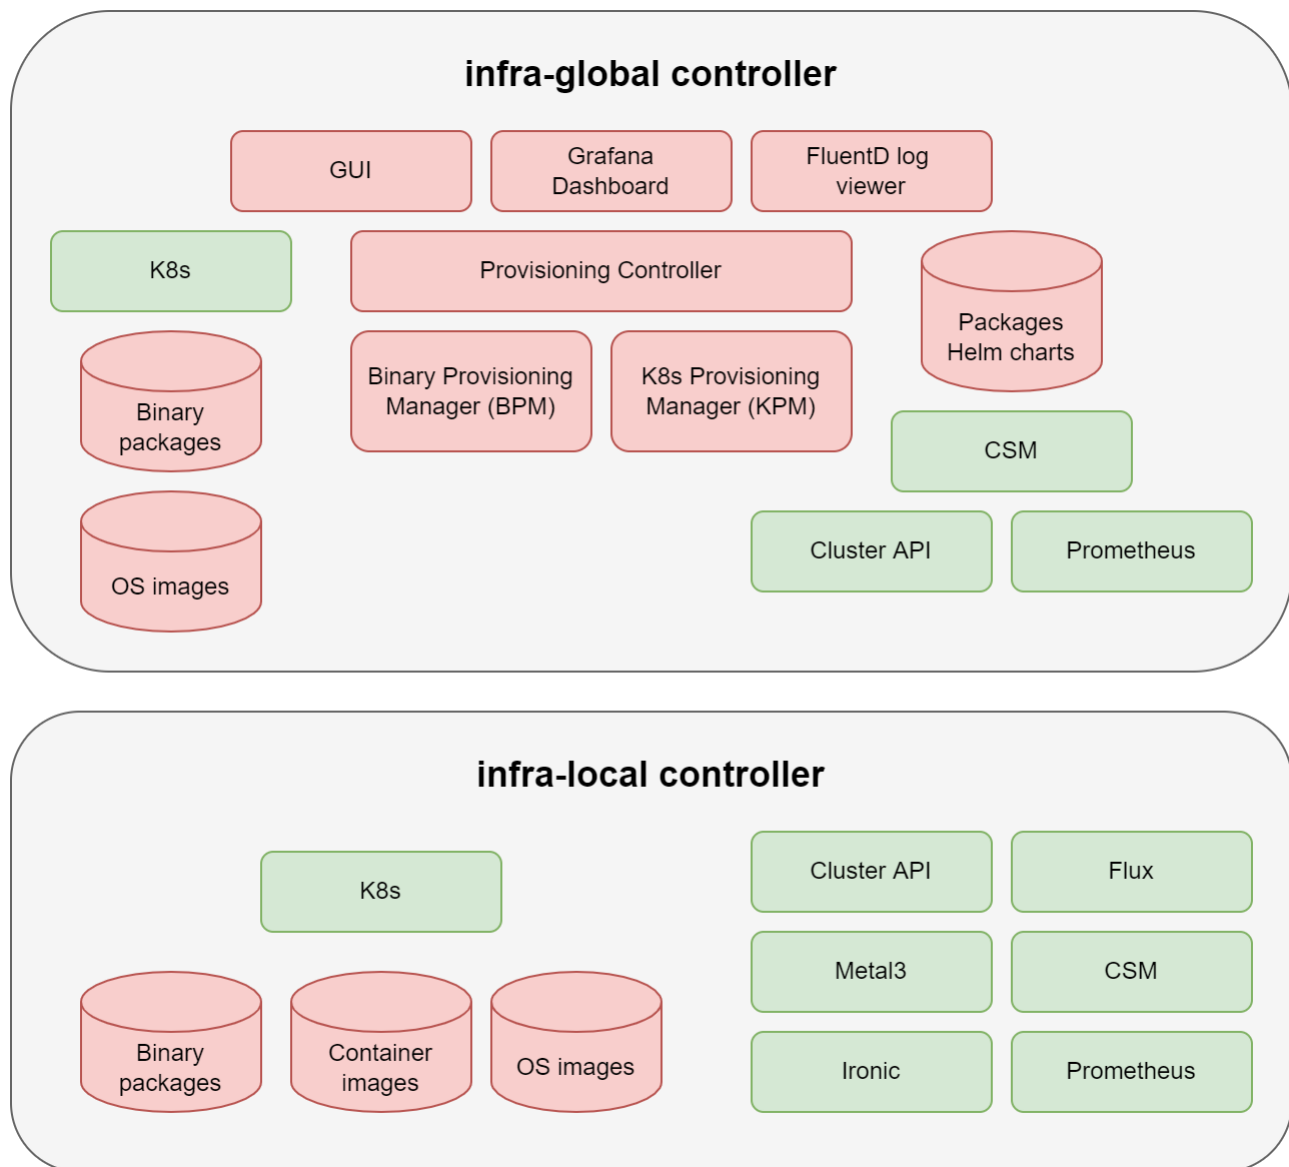 infra-global controller
GUI
Grafana
Dashboard
FluentD log
viewer
K8s
Provisioning Controller
Packages
Helm charts
Binary
packages
Binary Provisioning
Manager (BPM)
K8s Provisioning
Manager (KPM)
CSM
OS images
Cluster API
Prometheus
infra-local controller
K8s
Cluster API
Flux
Metal3
CSM
Binary
packages
Container
images
OS images
Ironic
Prometheus